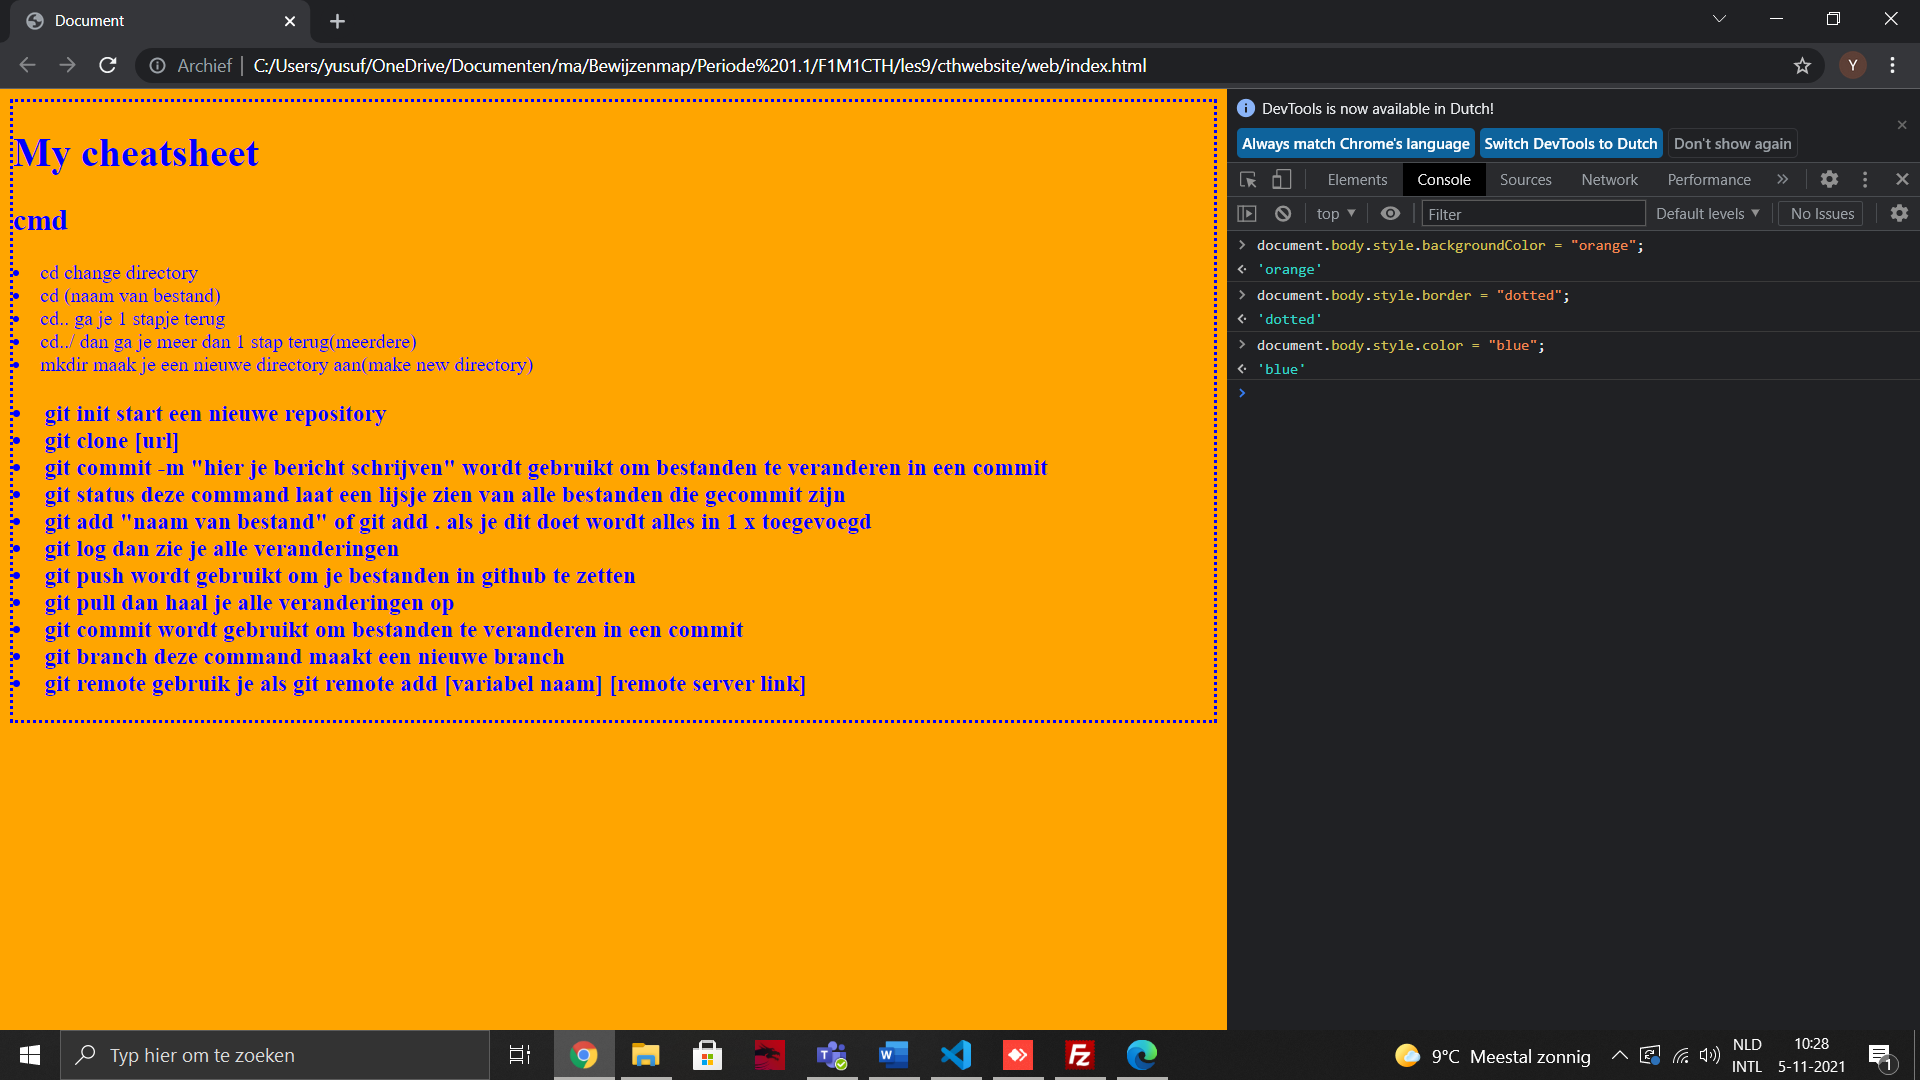 Document
Archief | C:/Users/yusuf/OneDrive/Documenten/ma/Bewijzenmap/Periode%201.1/F1M1CTH/les9/cthwebsite/web/index.html
Y
My cheatsheet
cmd
cd change directory
cd (naam van bestand)
cd.. ga je 1 stapje terug
cd../ dan ga je meer dan 1 stap terug(meerdere)
mkdir maak je een nieuwe directory aan(make new directory)
git init start een nieuwe repository
git clone [url]
git commit -m "hier je bericht schrijven" wordt gebruikt om bestanden te veranderen in een commit
git status deze command laat een lijsje zien van alle bestanden die gecommit zijn
git add "naam van bestand" of git add . als je dit doet wordt alles in 1 x toegevoegd
git log dan zie je alle veranderingen
git push wordt gebruikt om je bestanden in github te zetten
git pull dan haal je alle veranderingen op
git commit wordt gebruikt om bestanden te veranderen in een commit
git branch deze command maakt een nieuwe branch
git remote gebruik je als git remote add [variabel naam] [remote server link]
DevTools is now available in Dutch!
Always match Chrome's language Switch DevTools to Dutch Don't show again
Elements Console Sources Network Performance
top Filter Default levels No Issues
document.body.style.backgroundColor = "orange";
'orange'
document.body.style.border = "dotted";
'dotted'
document.body.style.color = "blue";
'blue'
Typ hier om te zoeken
9°C Meestal zonnig
NLD
INTL
10:28
5-11-2021
1